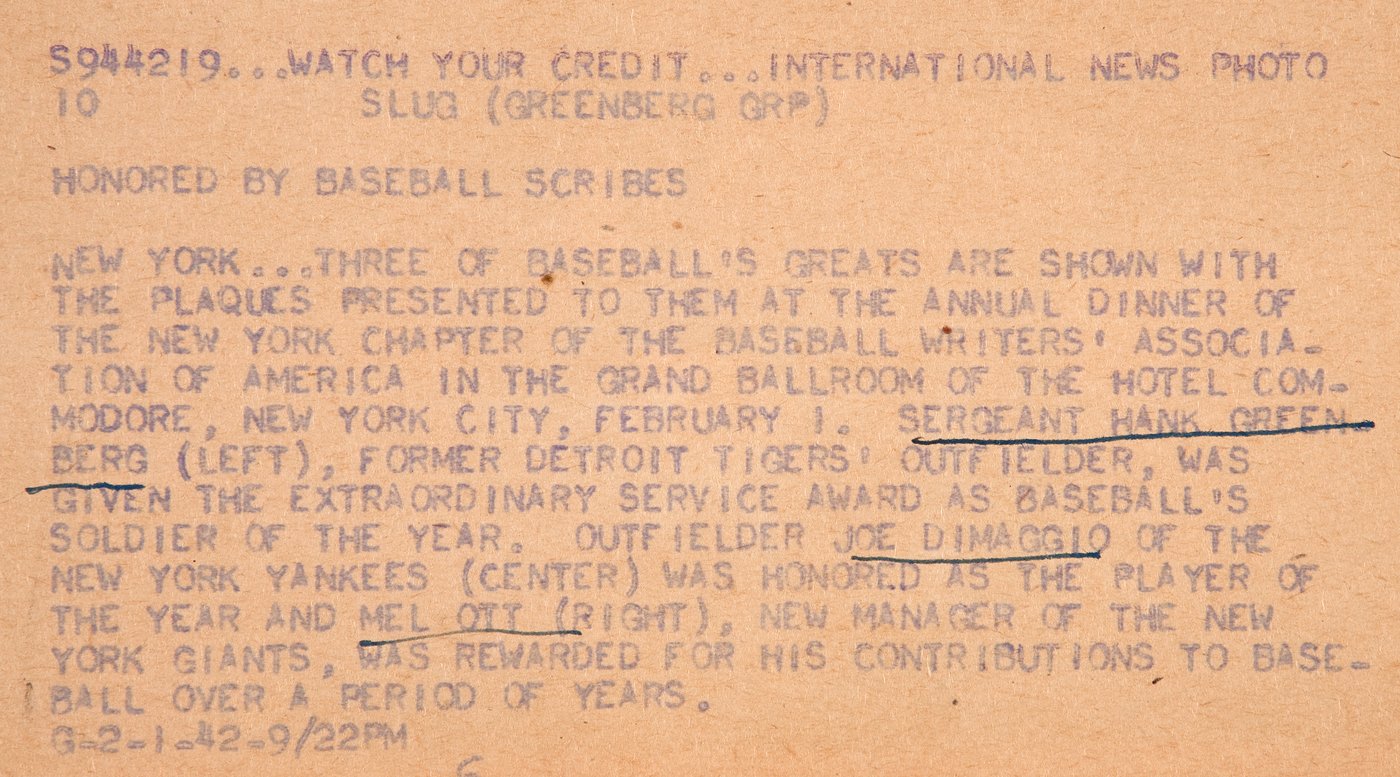 S944219...WATCH YOUR CREDIT...INTERNATIONAL NEWS PHOTO
10 SLUG (GREENBERG GRP)
HONORED BY BASEBALL SCRIBES
NEW YORK...THREE OF BASEBALL'S GREATS ARE SHOWN WITH
THE PLAQUES PRESENTED TO THEM AT THE ANNUAL DINNER OF
THE NEW YORK CHAPTER OF THE BASEBALL WRITERS' ASSOCIA-
TION OF AMERICA IN THE GRAND BALLROOM OF THE HOTEL COM-
MODORE, NEW YORK CITY, FEBRUARY 1. SERGEANT HANK GREEN-
BERG (LEFT), FORMER DETROIT TIGERS' OUTFIELDER, WAS
GIVEN THE EXTRAORDINARY SERVICE AWARD AS BASEBALL'S
SOLDIER OF THE YEAR. OUTFIELDER JOE DIMAGGIO OF THE
NEW YORK YANKEES (CENTER) WAS HONORED AS THE PLAYER OF
THE YEAR AND MEL OTT (RIGHT), NEW MANAGER OF THE NEW
YORK GIANTS, WAS REWARDED FOR HIS CONTRIBUTIONS TO BASE-
BALL OVER A PERIOD OF YEARS.
G-2-1-42-9/22PM